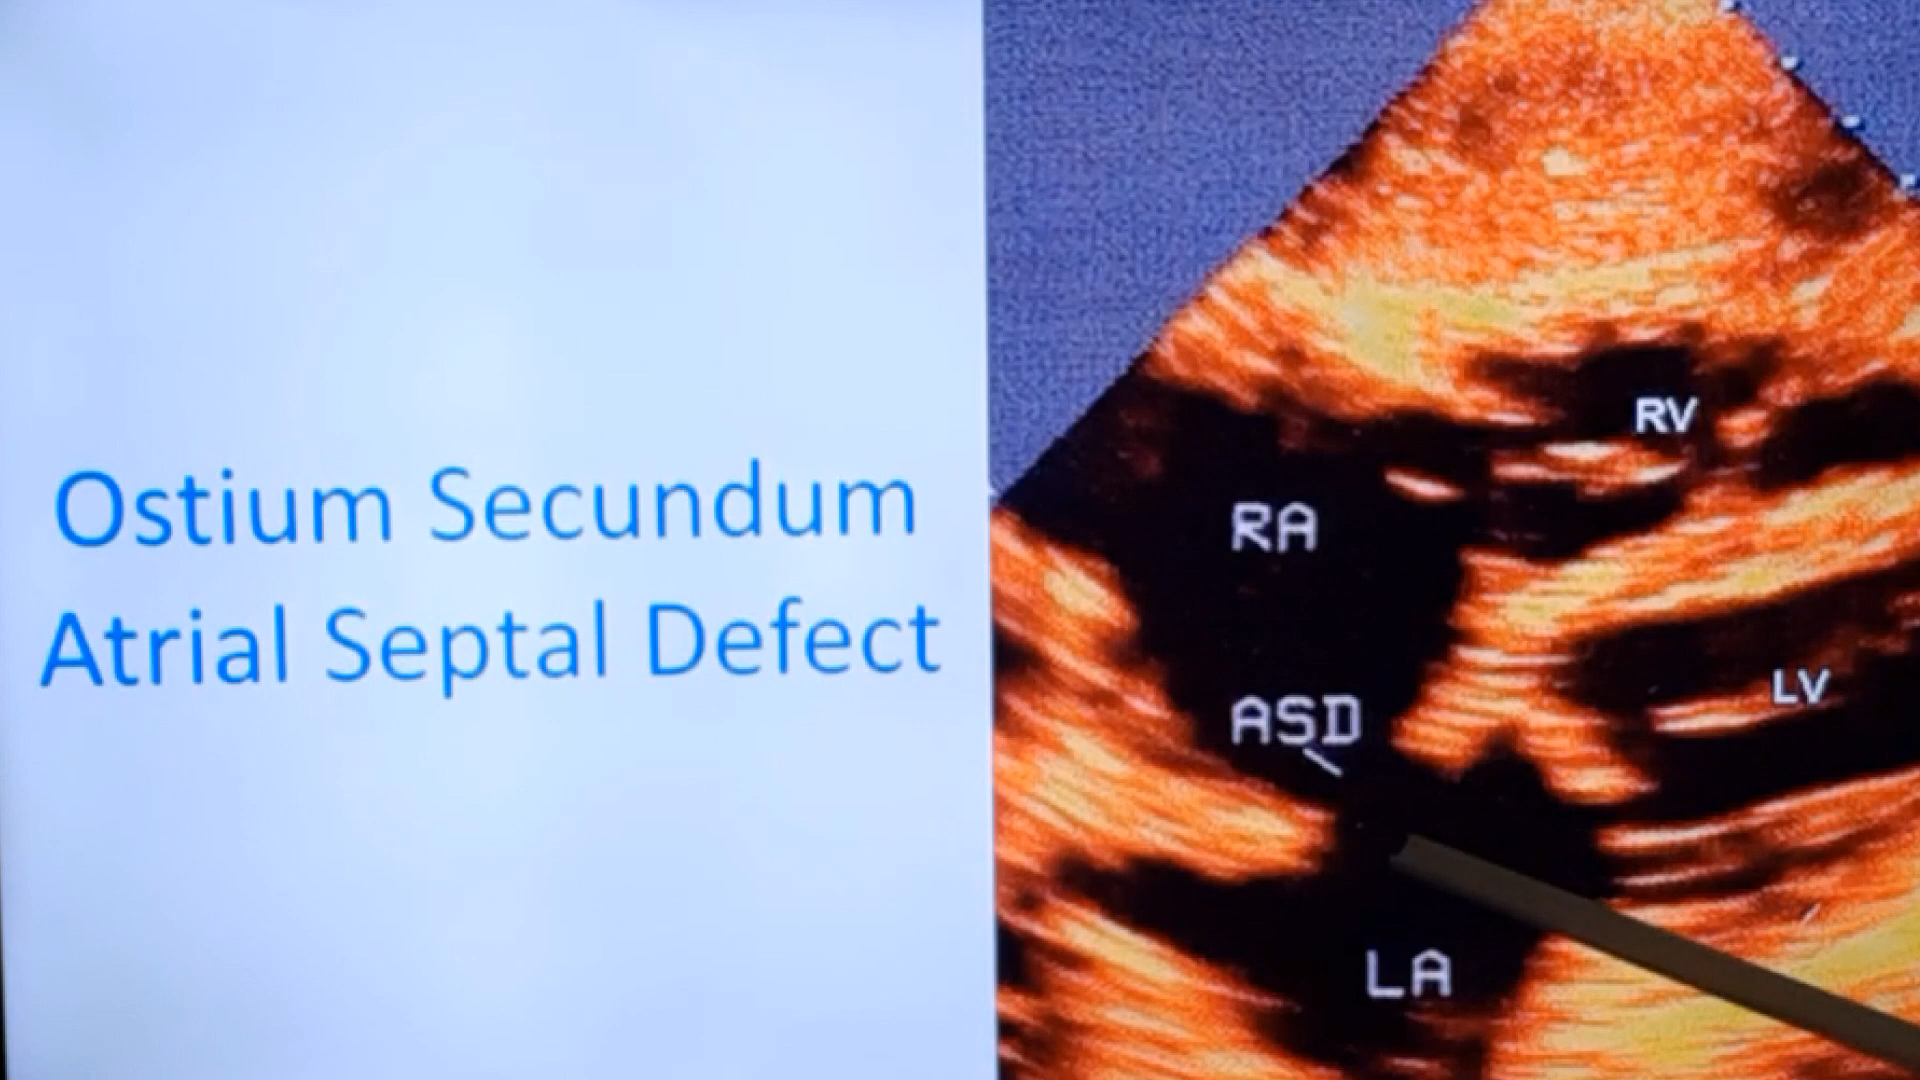 Ostium Secundum
Atrial Septal Defect
RV
RA
LV
ASD
LA